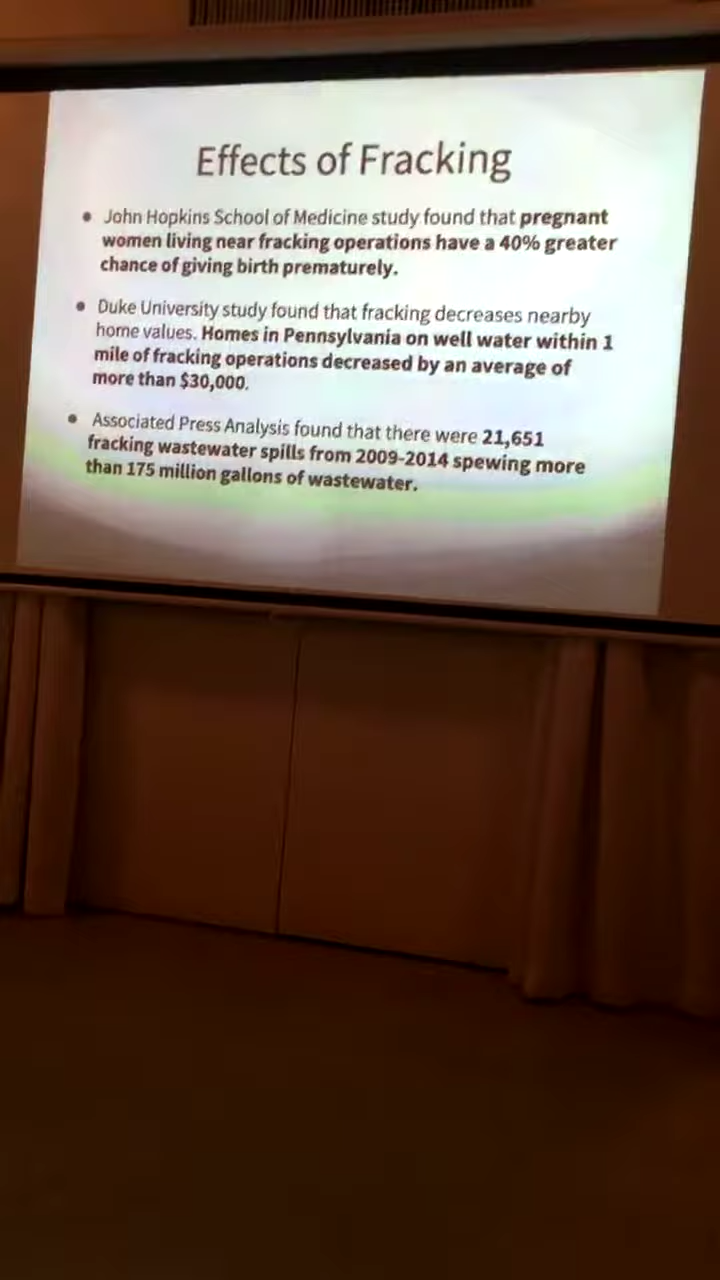 Effects of Fracking
• John Hopkins School of Medicine study found that pregnant
women living near fracking operations have a 40% greater
chance of giving birth prematurely.
• Duke University study found that fracking decreases nearby
home values. Homes in Pennsylvania on well water within 1
mile of fracking operations decreased by an average of
more than $30,000.
• Associated Press Analysis found that there were 21,651
fracking wastewater spills from 2009-2014 spewing more
than 175 million gallons of wastewater.